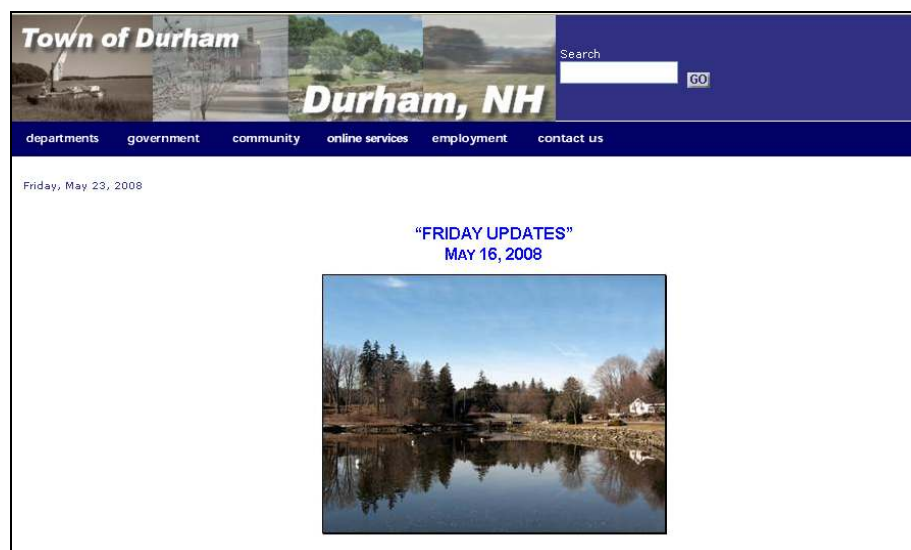 Town of Durham
Durham, NH
Search
GO
departments government community online services employment contact us
Friday, May 23, 2008
“FRIDAY UPDATES”
MAY 16, 2008